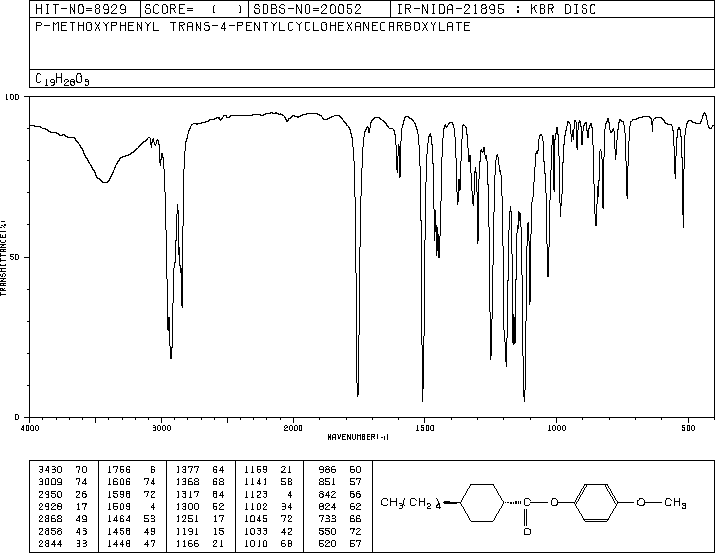 HIT-NO=8929 SCORE= ( ) SDBS-NO=20052 IR-NIDA-21895 : KBR DISC
P-METHOXYPHENYL TRANS-4-PENTYLCYCLOHEXANECARBOXYLATE
C19H28O3
100
50
0
TRANSMITTANCE(%)
4000 3000 2000 1500 1000 500
WAVENUMBER(-1)
3430 70 1756 6 1377 64 1169 21 986 60
3009 74 1606 74 1368 68 1141 58 851 57
2950 26 1598 72 1317 64 1123 4 842 66
2928 17 1509 4 1300 52 1102 34 824 62
2868 49 1464 53 1251 17 1045 72 733 66
2856 43 1458 49 1191 15 1033 42 550 72
2844 33 1448 47 1166 21 1010 68 520 57
CH3(CH2)4 C O O CH3
O